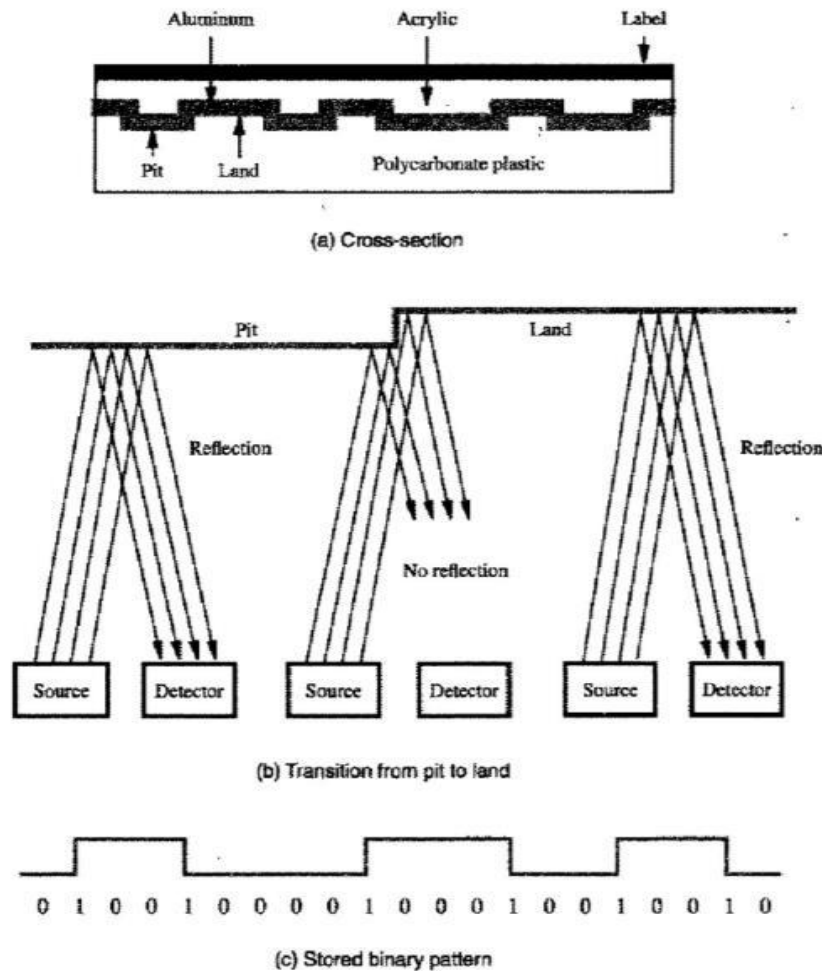 Aluminum Acrylic Label
Pit Land Polycarbonate plastic
(a) Cross-section
Pit Land
Reflection Reflection
No reflection
Source Detector Source Detector Source Detector
(b) Transition from pit to land
0 1 0 0 1 0 0 0 0 1 0 0 0 1 0 0 1 0 0 1 0
(c) Stored binary pattern